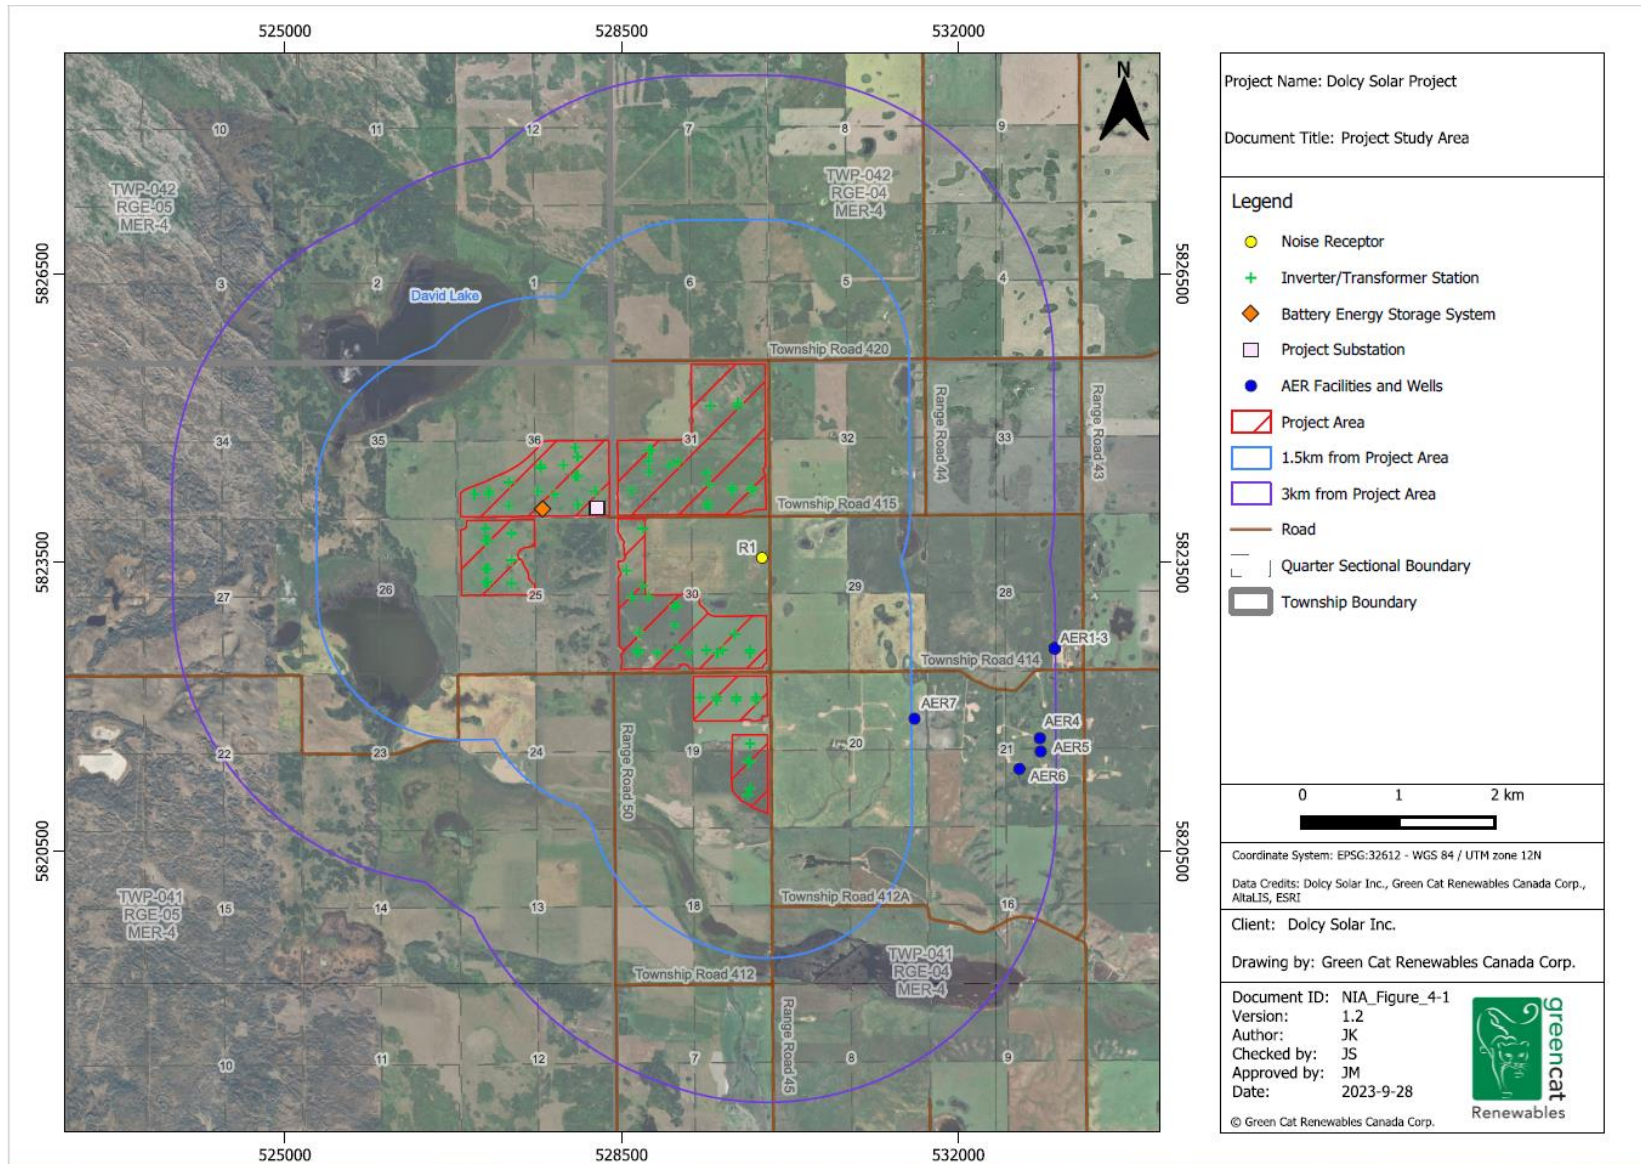 525000
528500
532000
N
10
11
12
7
8
9
TWP-042
RGE-05
MER-4
TWP-042
RGE-04
MER-4
5826500
5826500
3
2
1
6
5
4
David Lake
Township Road 420
34
35
36
31
32
33
Range Road 44
Range Road 43
Township Road 415
5823500
5823500
R1
27
26
25
30
29
28
AER1-3
Township Road 414
AER7
AER4
AER5
AER6
22
23
24
19
20
21
Range Road 50
5820500
5820500
TWP-041
RGE-05
MER-4
15
14
13
18
Township Road 412A
16
TWP-041
RGE-04
MER-4
Township Road 412
Range Road 45
10
11
12
7
8
9
525000
528500
532000
Project Name: Dolcy Solar Project
Document Title: Project Study Area
Legend
Noise Receptor
Inverter/Transformer Station
Battery Energy Storage System
Project Substation
AER Facilities and Wells
Project Area
1.5km from Project Area
3km from Project Area
Road
Quarter Sectional Boundary
Township Boundary
0 1 2 km
Coordinate System: EPSG:32612 - WGS 84 / UTM zone 12N
Data Credits: Dolcy Solar Inc., Green Cat Renewables Canada Corp.,
AltaLIS, ESRI
Client: Dolcy Solar Inc.
Drawing by: Green Cat Renewables Canada Corp.
Document ID: NIA_Figure_4-1
Version: 1.2
Author: JK
Checked by: JS
Approved by: JM
Date: 2023-9-28
© Green Cat Renewables Canada Corp.
greencat
Renewables